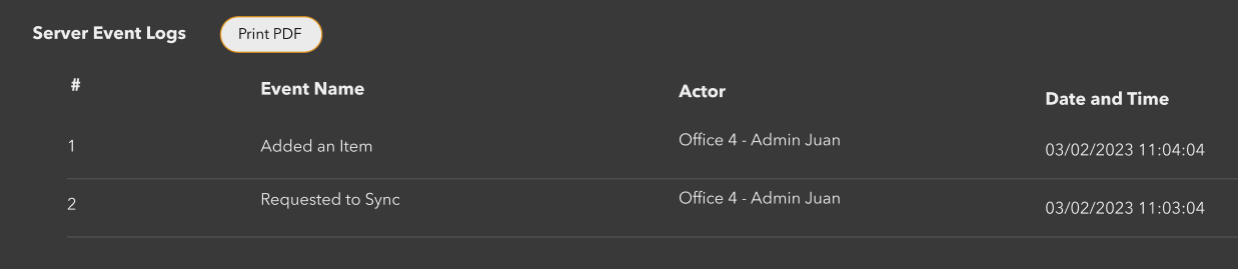 Server Event Logs Print PDF
# Event Name Actor Date and Time
1 Added an Item Office 4 - Admin Juan 03/02/2023 11:04:04
2 Requested to Sync Office 4 - Admin Juan 03/02/2023 11:03:04